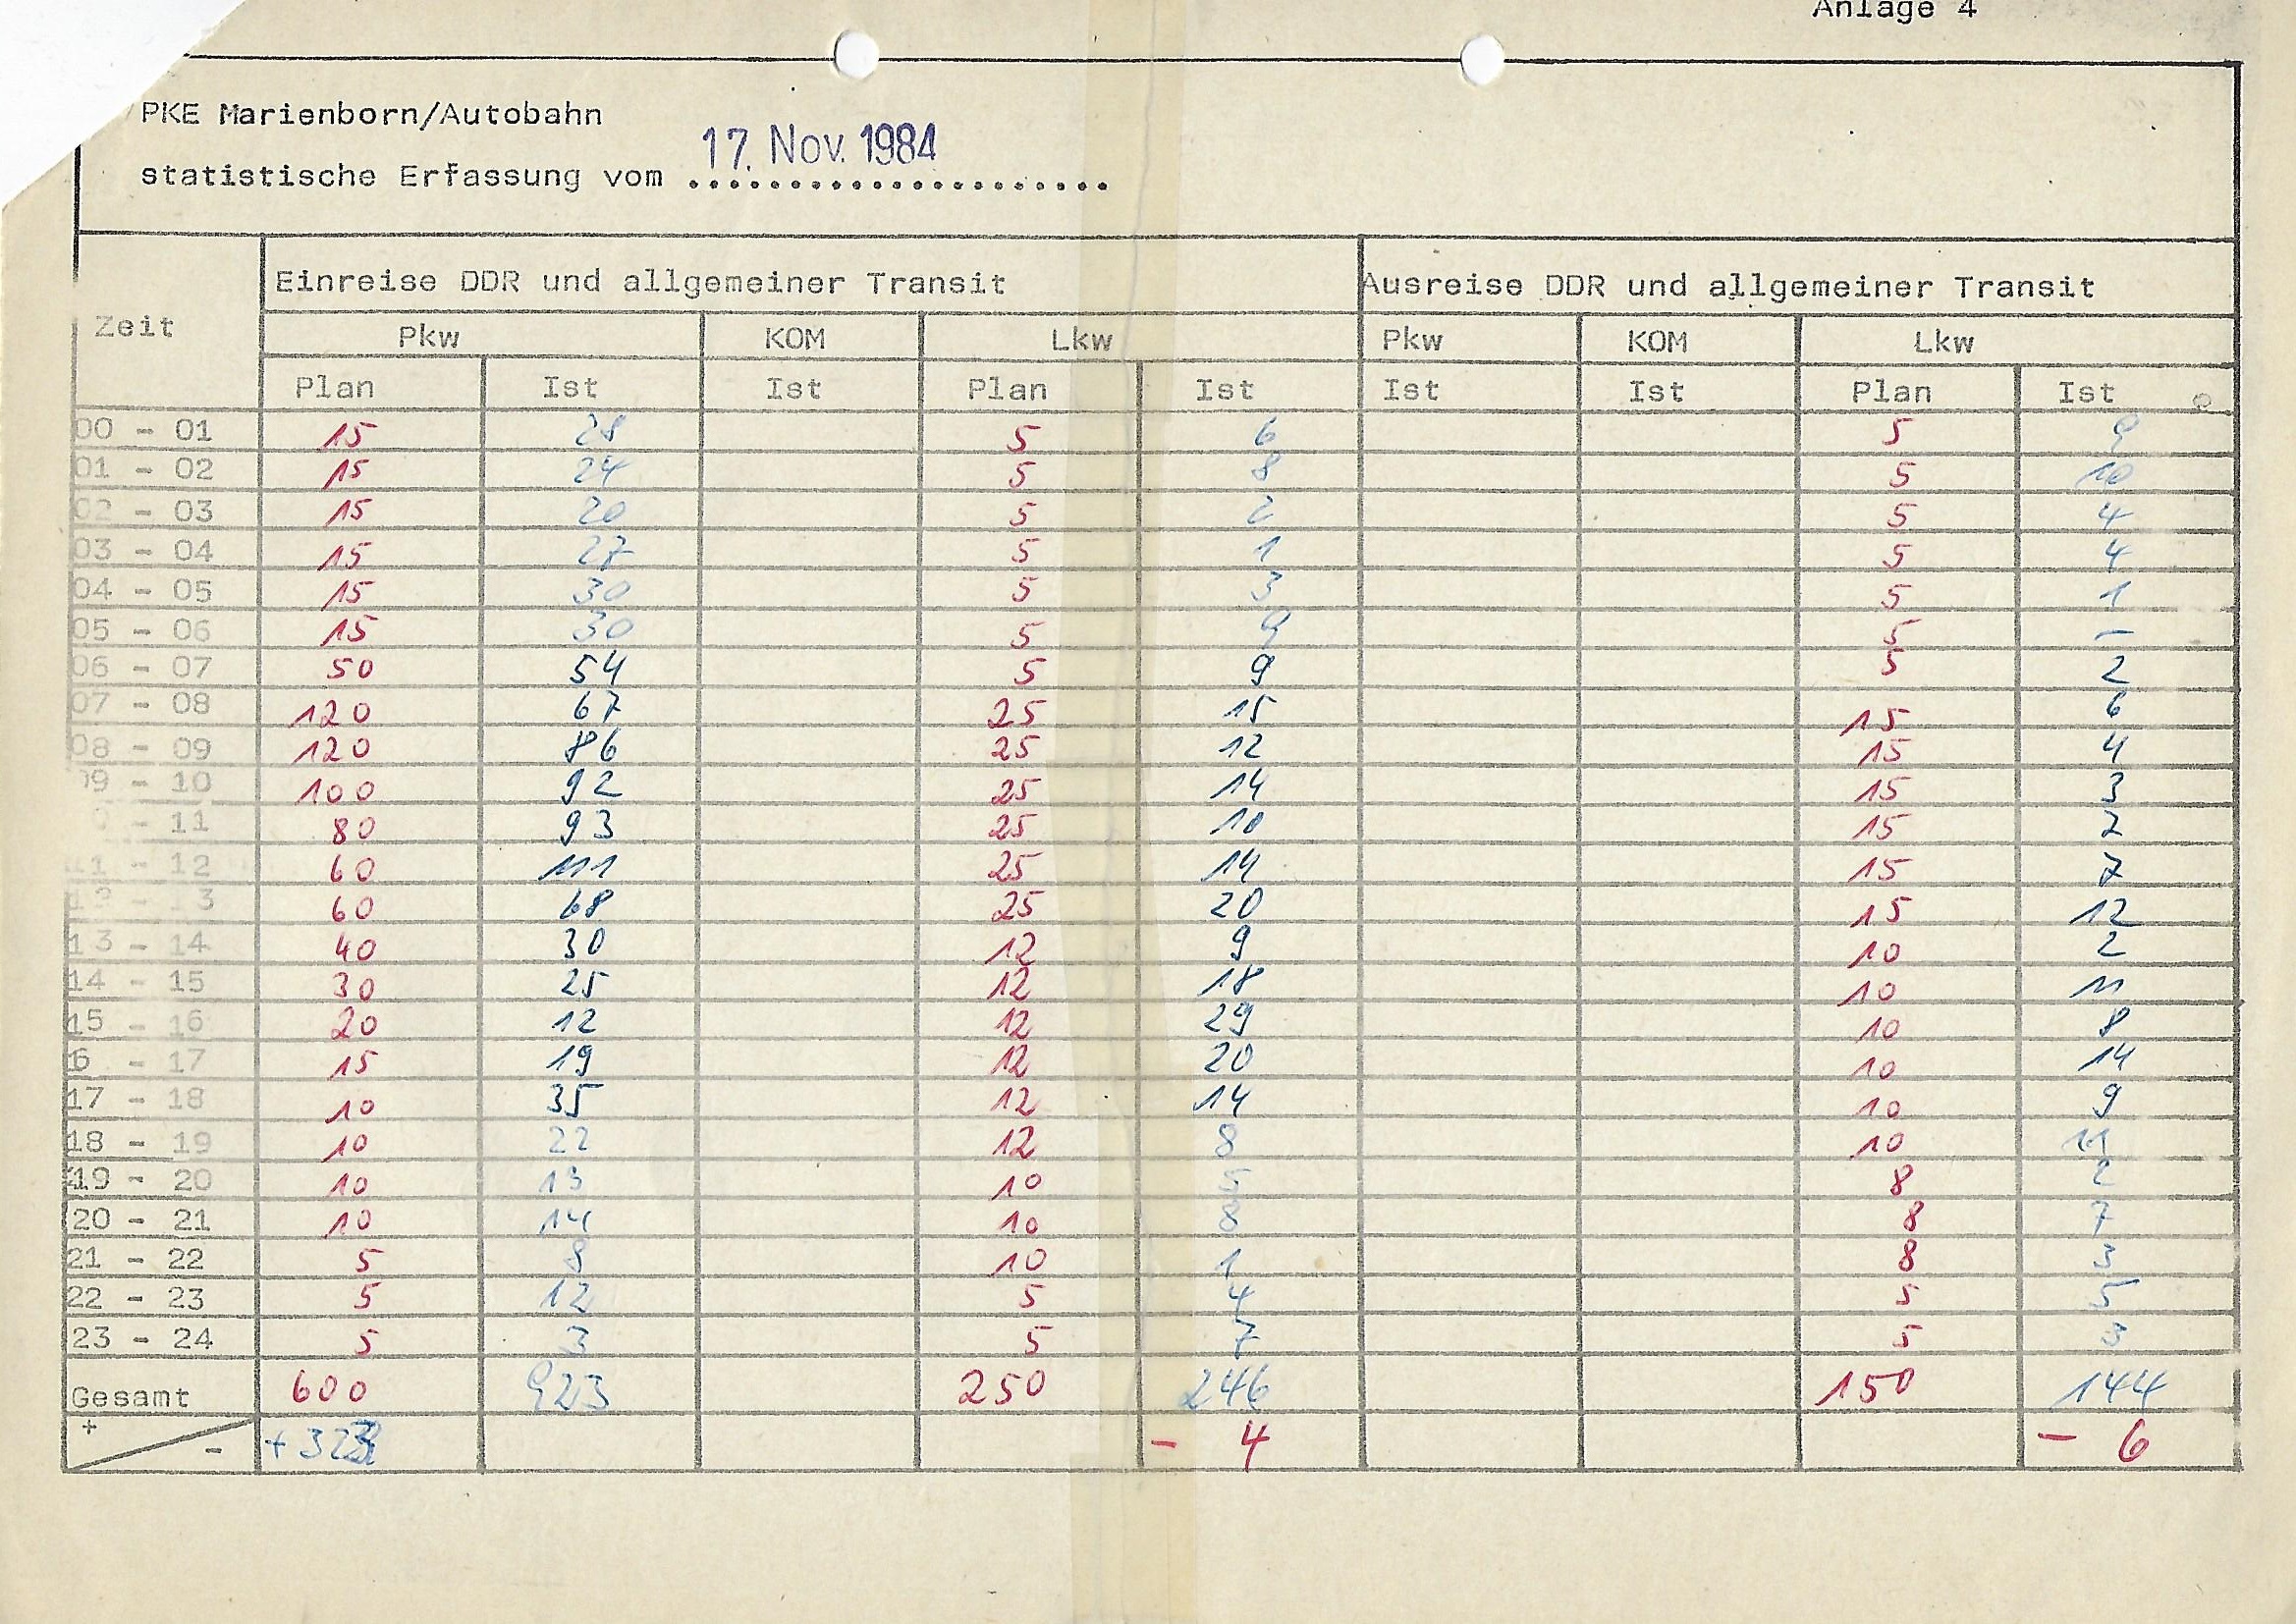 Anlage 4
PKE Marienborn/Autobahn
17. Nov. 1984
statistische Erfassung vom ......................
Zeit Einreise DDR und allgemeiner Transit Ausreise DDR und allgemeiner Transit
Pkw KOM Lkw Pkw KOM Lkw
Plan Ist Ist Plan Ist Ist Ist Plan Ist
00 - 01 15 28 5 6 5 9
01 - 02 15 24 5 8 5 10
02 - 03 15 20 5 2 5 4
03 - 04 15 27 5 1 5 4
04 - 05 15 30 5 3 5 1
05 - 06 15 30 5 9 5 -
06 - 07 50 54 5 9 5 2
07 - 08 120 67 25 15 15 6
08 - 09 120 86 25 12 15 4
09 - 10 100 92 25 14 15 3
- 11 80 93 25 10 15 7
11 - 12 60 111 25 14 15 7
12 - 13 60 68 25 20 15 12
13 - 14 40 30 12 9 10 2
14 - 15 30 25 12 18 10 11
15 - 16 20 12 12 29 10 8
6 - 17 15 19 12 20 10 14
17 - 18 10 35 12 14 10 9
18 - 19 10 22 12 8 10 11
19 - 20 10 13 10 5 8 2
20 - 21 10 14 10 8 8 7
21 - 22 5 8 10 1 8 3
22 - 23 5 12 5 4 5 5
23 - 24 5 3 5 7 5 3
Gesamt 600 923 250 246 150 144
+ - +323 - 4 - 6